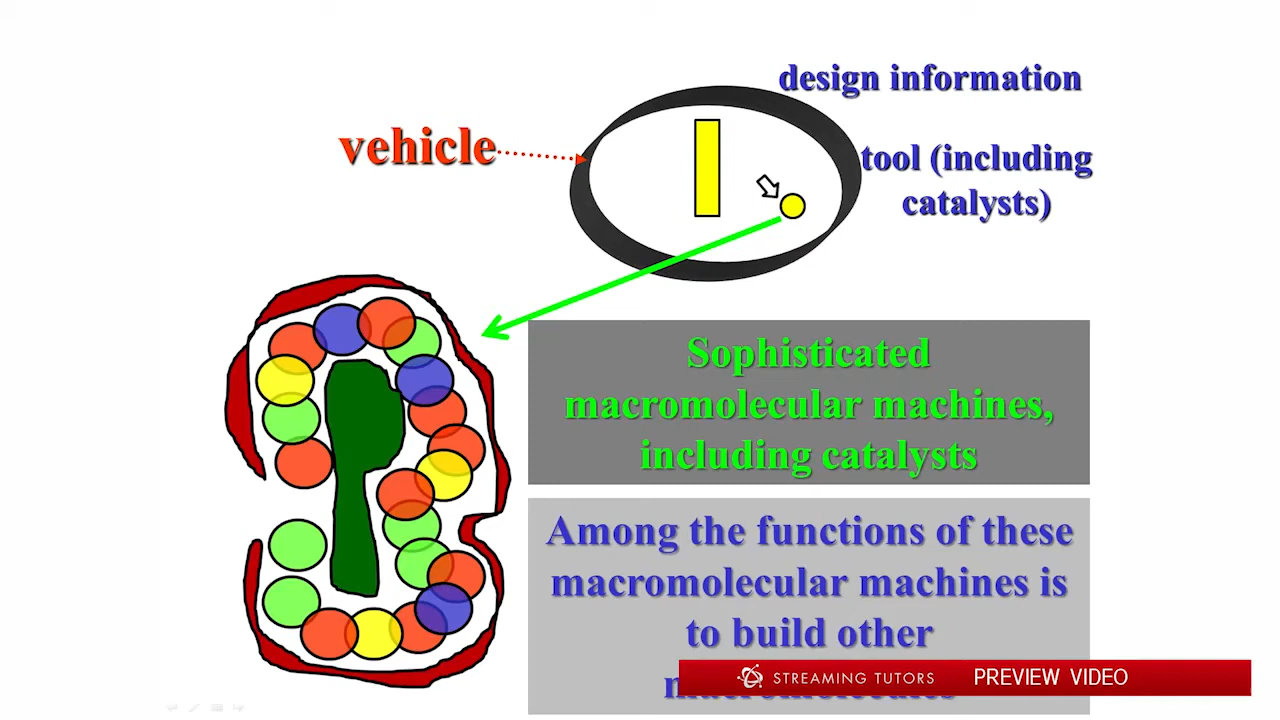 design information
vehicle
tool (including
catalysts)
Sophisticated
macromolecular machines,
including catalysts
Among the functions of these
macromolecular machines is
to build other
STREAMING TUTORS PREVIEW VIDEO